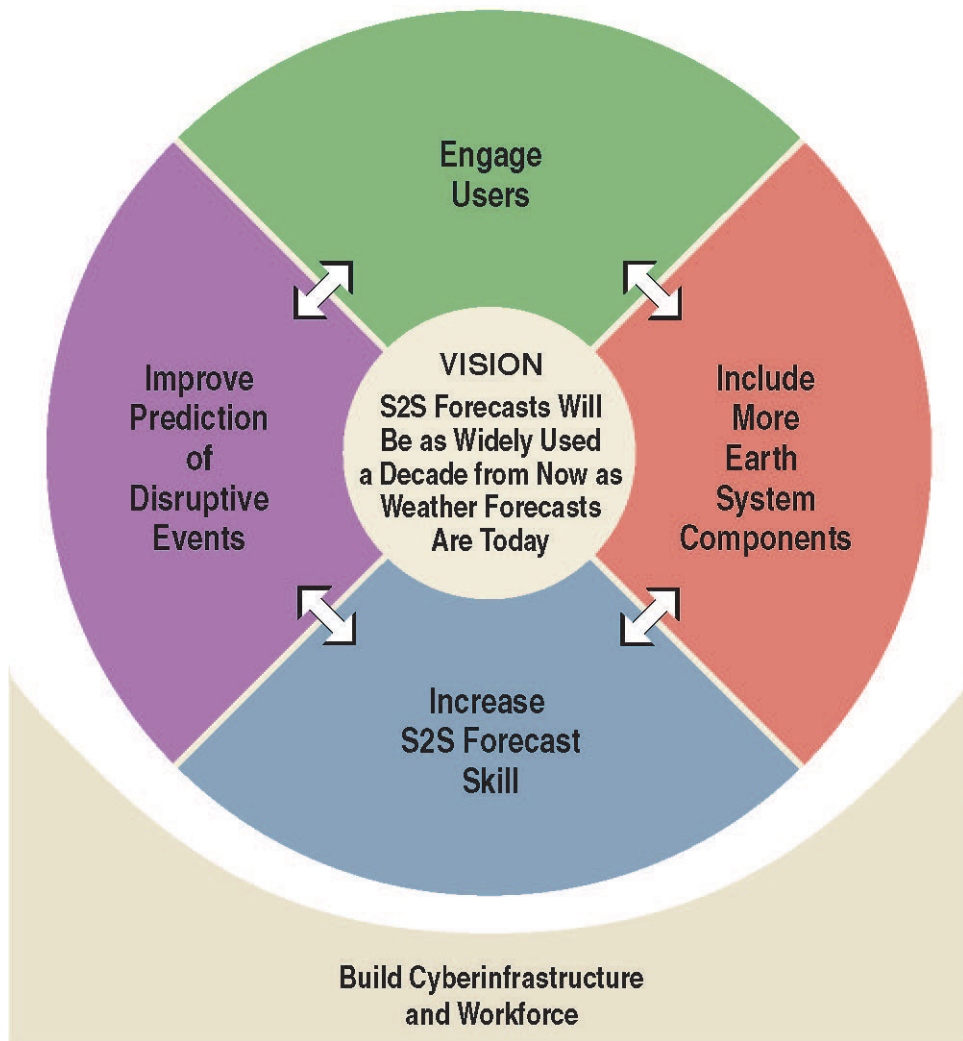 Engage
Users
Improve
Prediction
of
Disruptive
Events
VISION
S2S Forecasts Will
Be as Widely Used
a Decade from Now as
Weather Forecasts
Are Today
Include
More
Earth
System
Components
Increase
S2S Forecast
Skill
Build Cyberinfrastructure
and Workforce